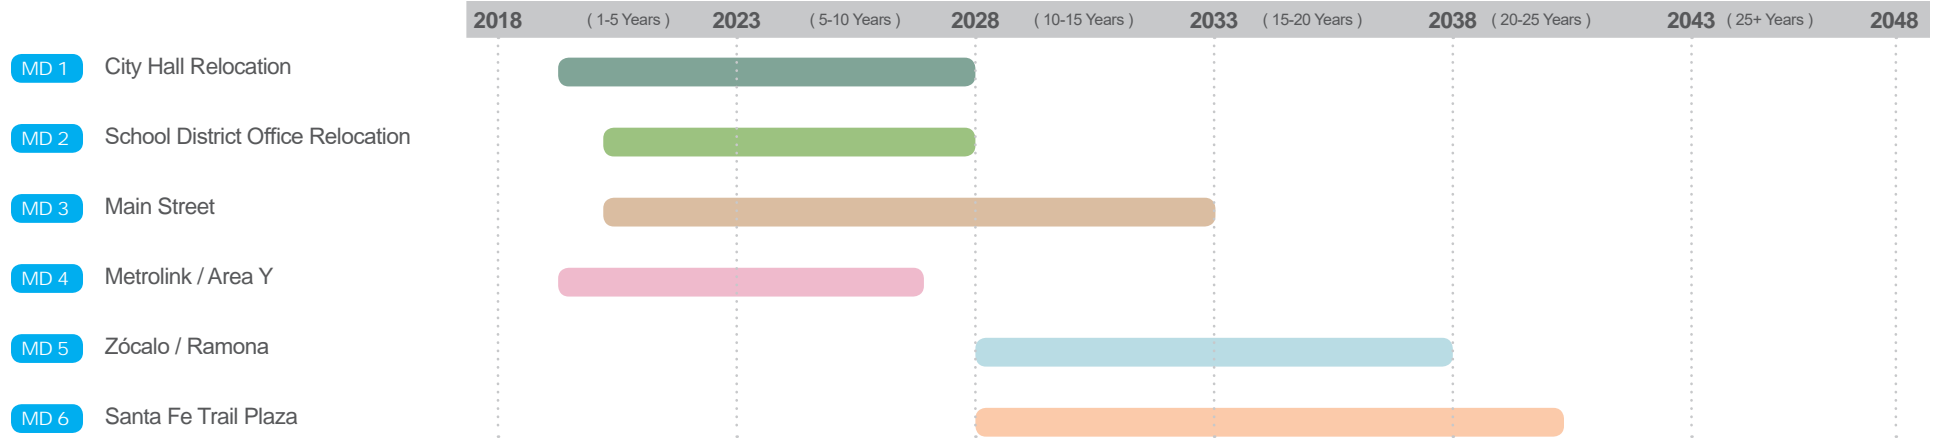 2018 ( 1-5 Years ) 2023 ( 5-10 Years ) 2028 ( 10-15 Years ) 2033 ( 15-20 Years ) 2038 ( 20-25 Years ) 2043 ( 25+ Years ) 2048
MD 1 City Hall Relocation
MD 2 School District Office Relocation
MD 3 Main Street
MD 4 Metrolink / Area Y
MD 5 Zócalo / Ramona
MD 6 Santa Fe Trail Plaza